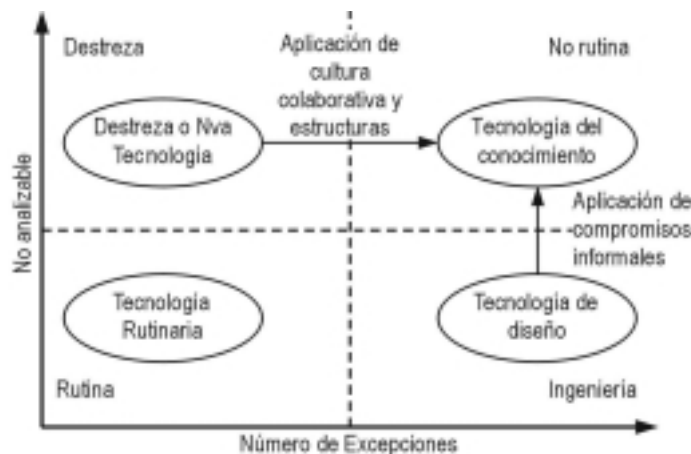 Destreza
Aplicación de
cultura
colaborativa y
estructuras
No rutina
Destreza o Nva
Tecnología
Tecnología del
conocimiento
No analizable
Aplicación de
compromisos
informales
Tecnología
Rutinaria
Tecnología de
diseño
Rutina
Ingeniería
Número de Excepciones